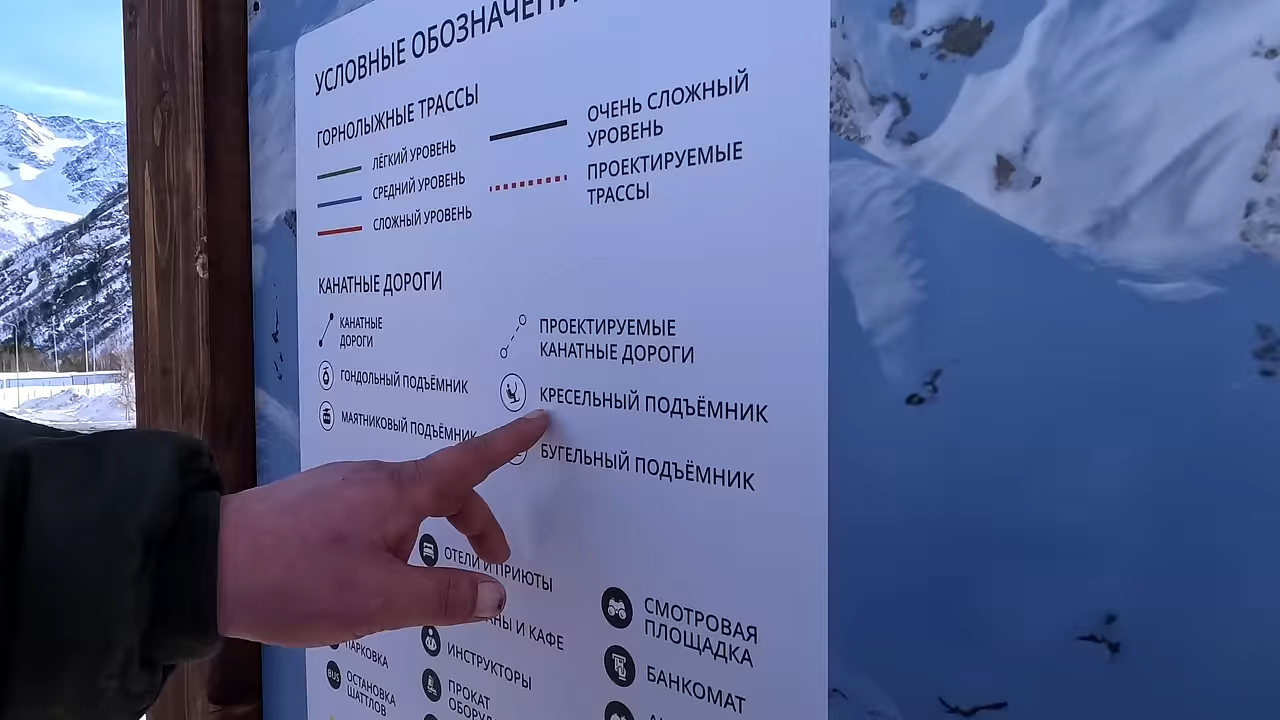 УСЛОВНЫЕ ОБОЗНАЧЕНИ
ГОРНОЛЫЖНЫЕ ТРАССЫ
ЛЁГКИЙ УРОВЕНЬ
СРЕДНИЙ УРОВЕНЬ
СЛОЖНЫЙ УРОВЕНЬ
ОЧЕНЬ СЛОЖНЫЙ
УРОВЕНЬ
ПРОЕКТИРУЕМЫЕ
ТРАССЫ
КАНАТНЫЕ ДОРОГИ
КАНАТНЫЕ
ДОРОГИ
ГОНДОЛЬНЫЙ ПОДЪЁМНИК
МАЯТНИКОВЫЙ ПОДЪЁМНИК
ПРОЕКТИРУЕМЫЕ
КАНАТНЫЕ ДОРОГИ
КРЕСЕЛЬНЫЙ ПОДЪЁМНИК
БУГЕЛЬНЫЙ ПОДЪЁМНИК
ПАРКОВКА
BUS
ОСТАНОВКА
ШАТТЛОВ
ОТЕЛИ И ПРИЮТЫ
НЫ И КАФЕ
ИНСТРУКТОРЫ
ПРОКАТ
ОБОРУД
СМОТРОВАЯ
ПЛОЩАДКА
БАНКОМАТ